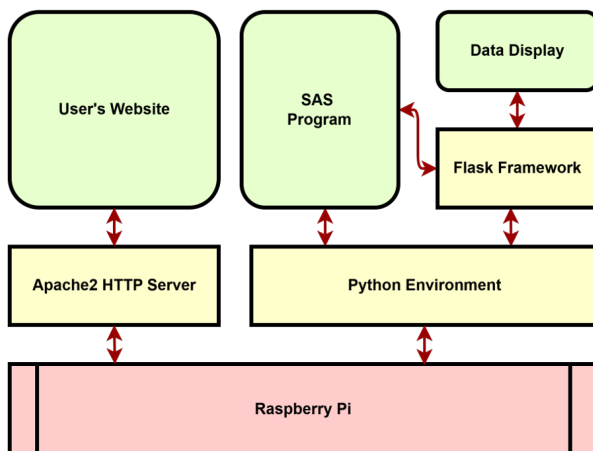 User's Website
SAS
Program
Data Display
Flask Framework
Apache2 HTTP Server
Python Environment
Raspberry Pi